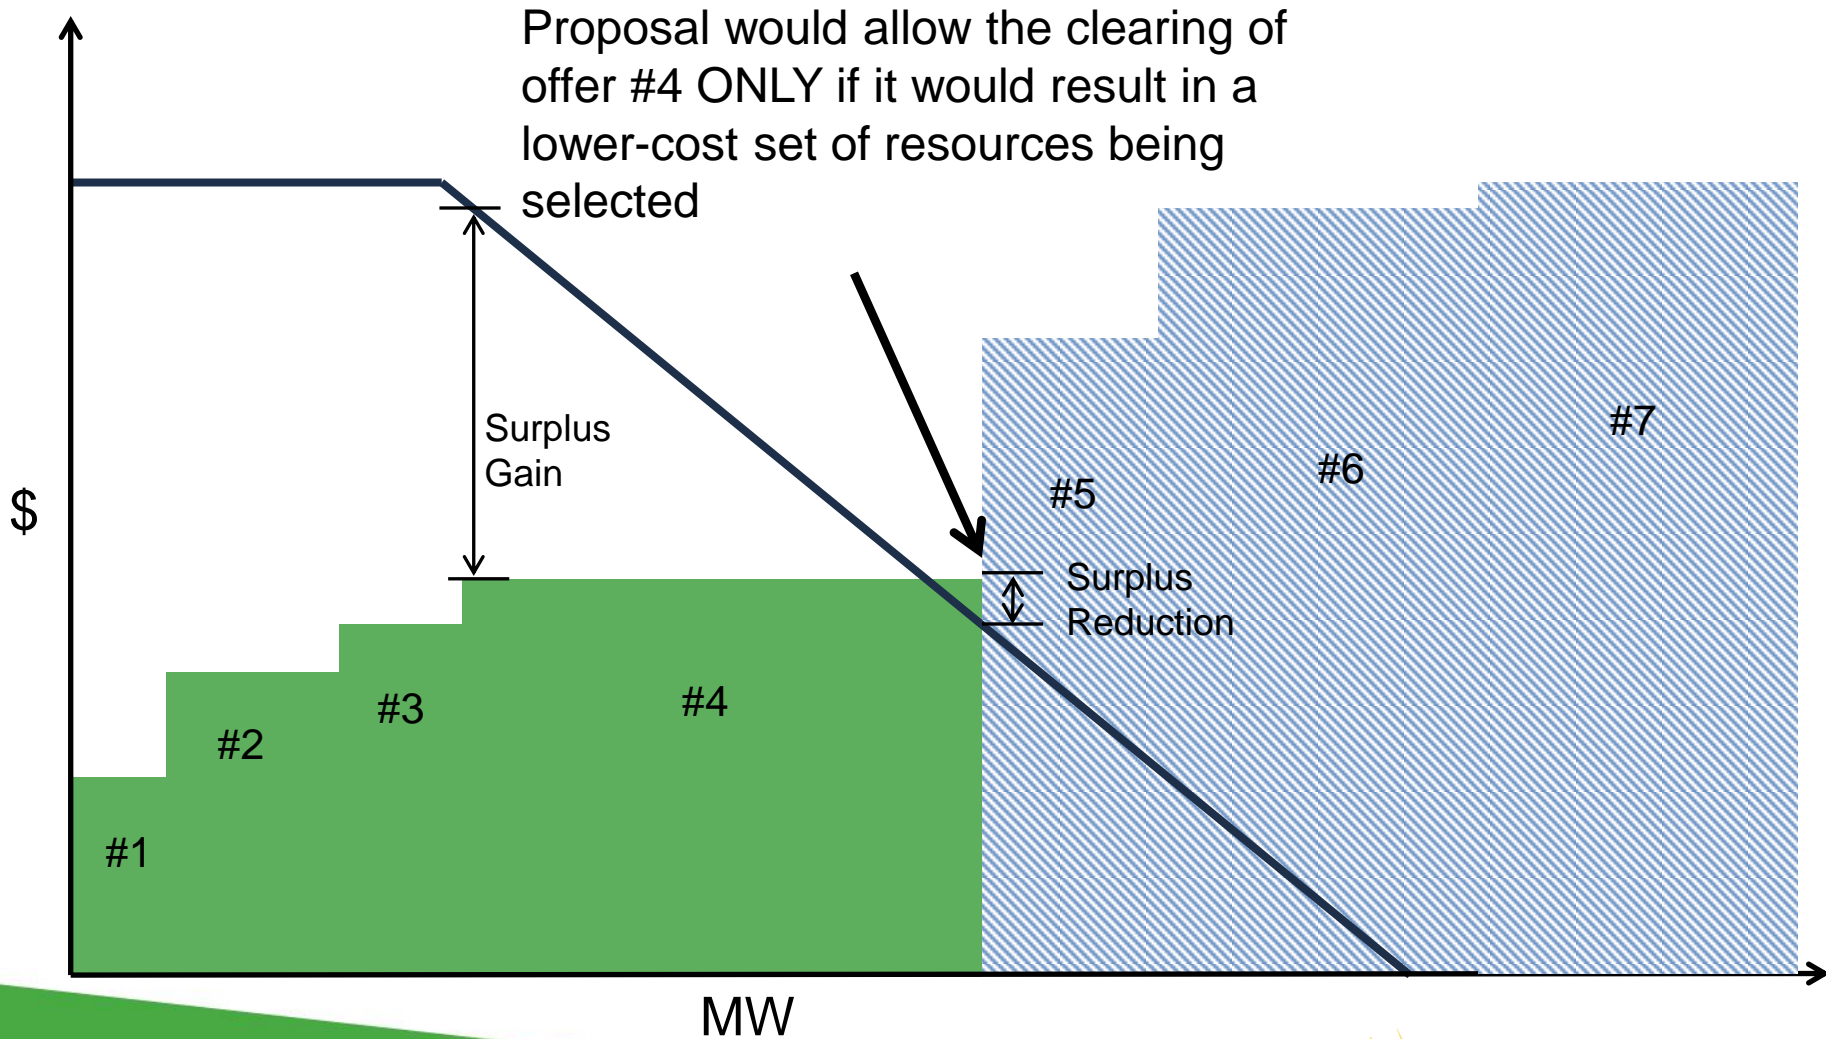 Proposal would allow the clearing of
offer #4 ONLY if it would result in a
lower-cost set of resources being
selected
Surplus
Gain
$
#7
#6
#5
Surplus
Reduction
#4
#3
#2
#1
MW